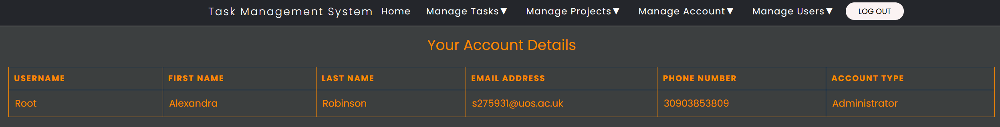 Task Management System Home Manage Tasks▼ Manage Projects▼ Manage Account▼ Manage Users▼ LOG OUT
Your Account Details
USERNAME FIRST NAME LAST NAME EMAIL ADDRESS PHONE NUMBER ACCOUNT TYPE
Root Alexandra Robinson s275931@uos.ac.uk 30903853809 Administrator